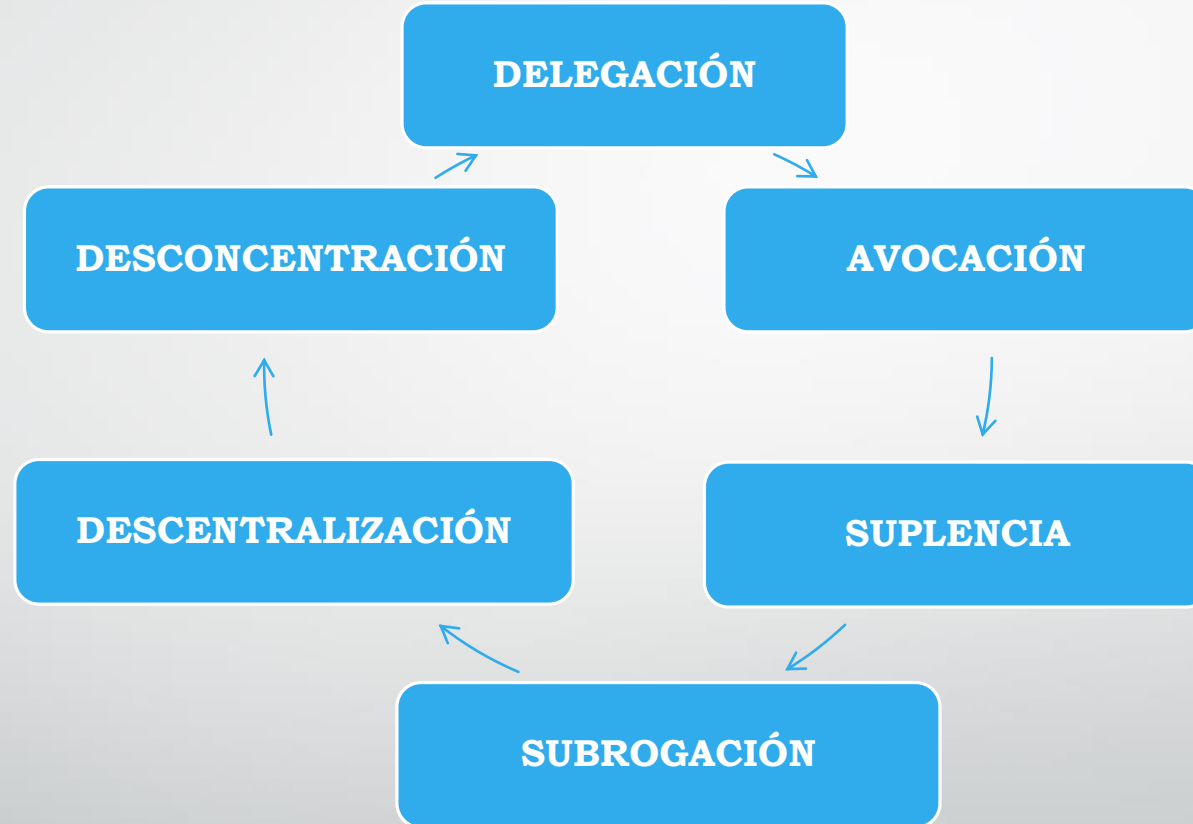 DELEGACIÓN
AVOCACIÓN
SUPLENCIA
SUBROGACIÓN
DESCENTRALIZACIÓN
DESCONCENTRACIÓN